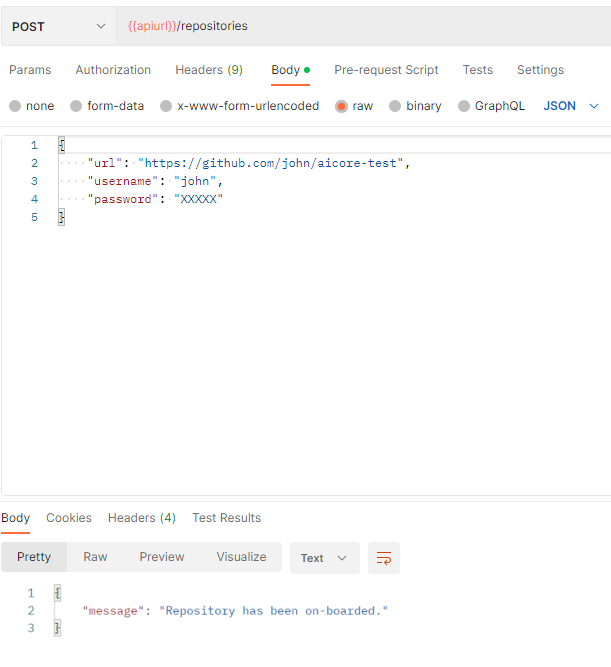 POST {{apiurl}}/repositories
Params Authorization Headers (9) Body Pre-request Script Tests Settings
none form-data x-www-form-urlencoded raw binary GraphQL JSON
1 {
2 "url": "https://github.com/john/aicore-test",
3 "username": "john",
4 "password": "XXXXX"
5 }
Body Cookies Headers (4) Test Results
Pretty Raw Preview Visualize Text
1 {
2 "message": "Repository has been on-boarded."
3 }